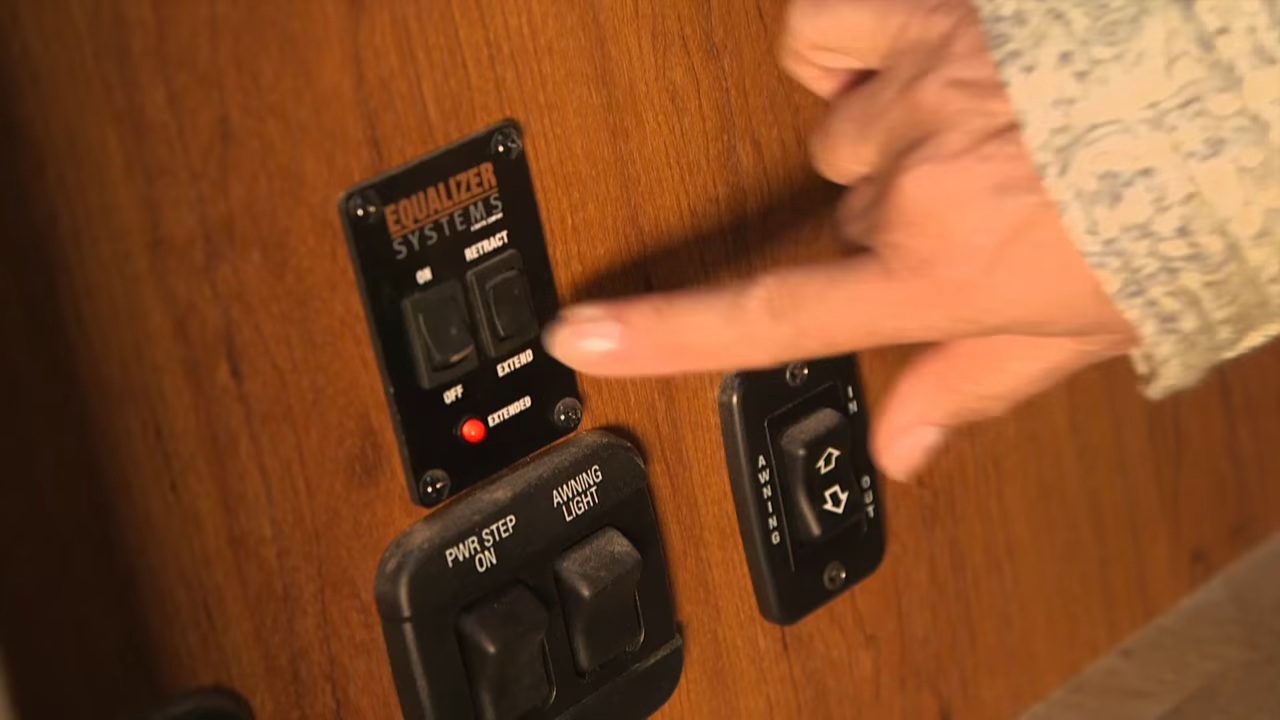 EQUALIZER
SYSTEMS
ON
RETRACT
OFF
EXTEND
EXTENDED
PWR STEP
ON
AWNING
LIGHT
AWNING
IN
OUT